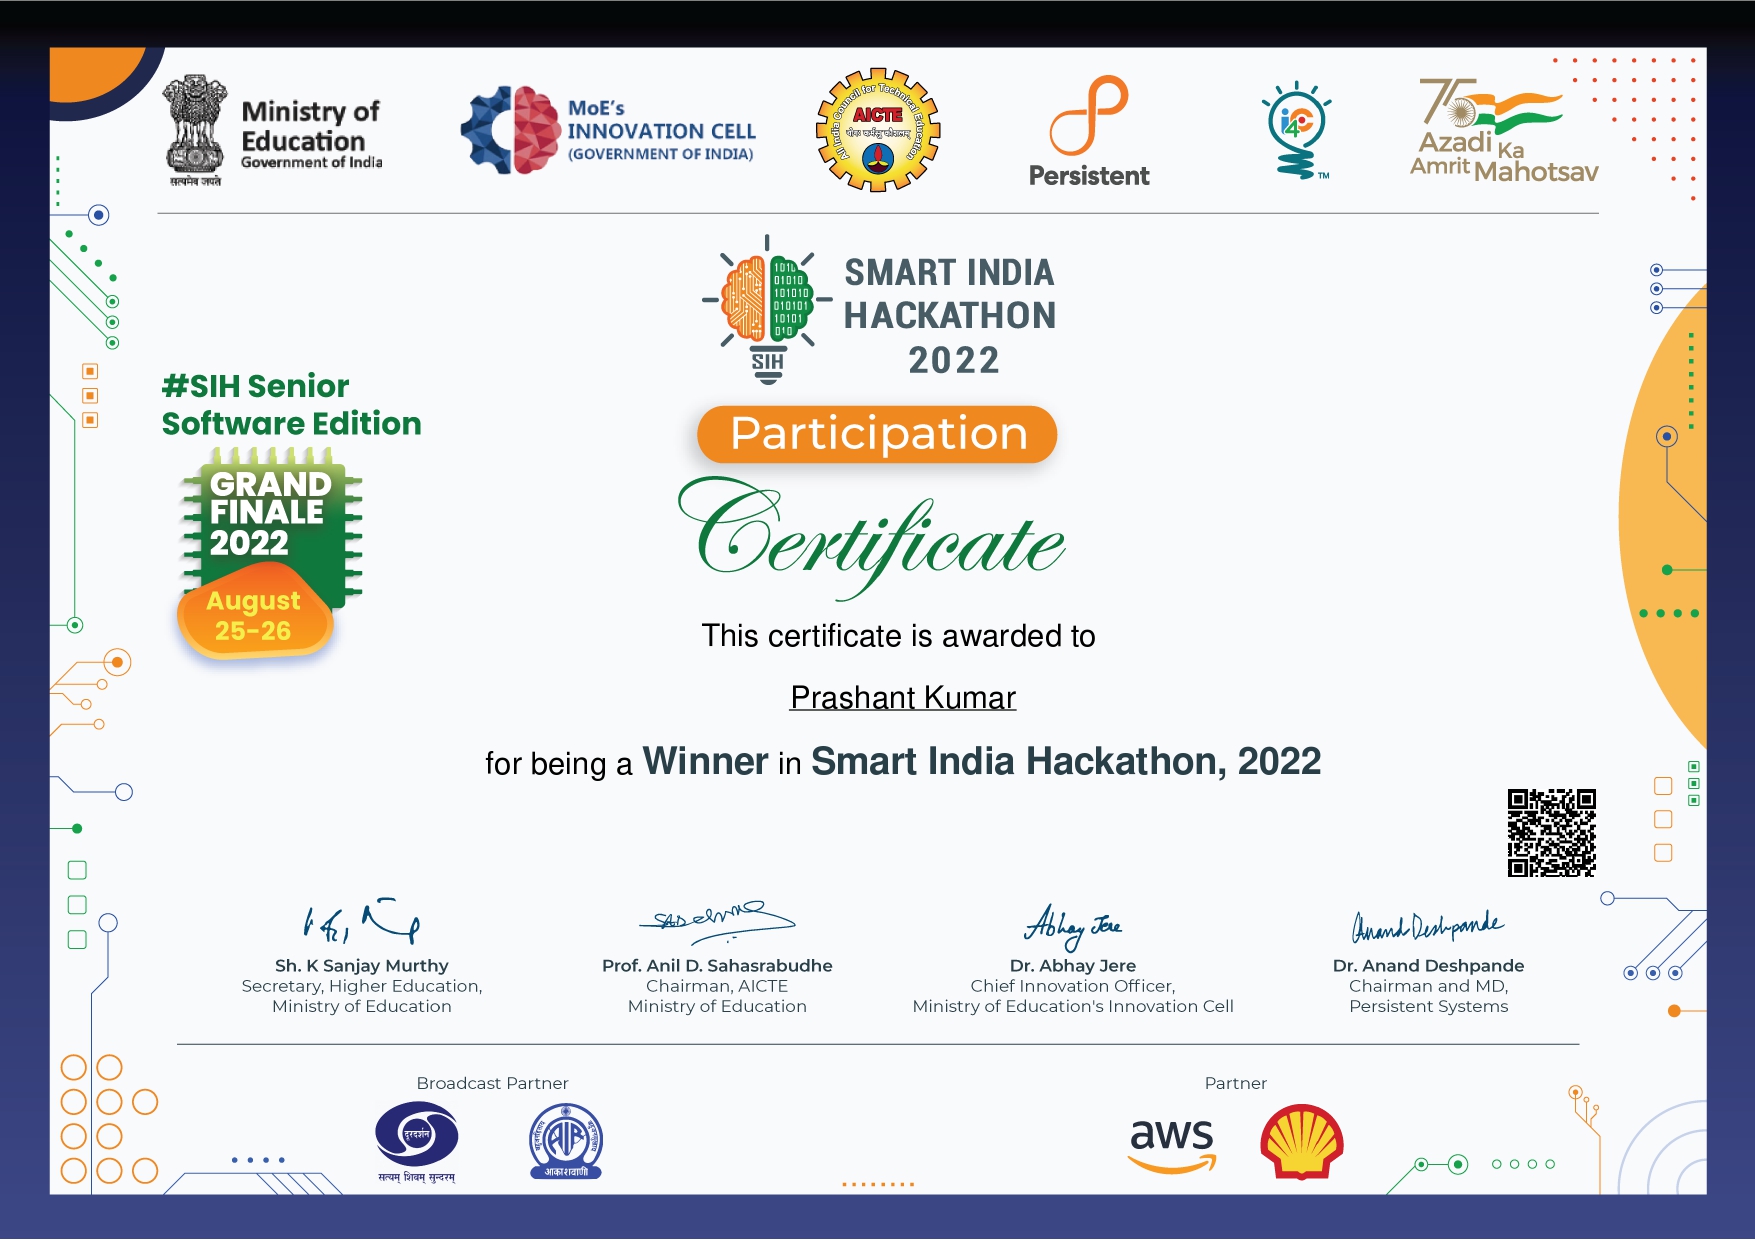 Ministry of
Education
Government of India
सत्यमेव जयते
MoE's
INNOVATION CELL
(GOVERNMENT OF INDIA)
All India Council for Technical Education
AICTE
योगः कर्मसु कौशलम्
Persistent
i4C
TM
75
Azadi Ka
Amrit Mahotsav
SMART INDIA
HACKATHON
2022
SIH
#SIH Senior
Software Edition
GRAND
FINALE
2022
August
25-26
Participation
Certificate
This certificate is awarded to
Prashant Kumar
for being a Winner in Smart India Hackathon, 2022
Abhay Jere
Anand Deshpande
Sh. K Sanjay Murthy
Secretary, Higher Education,
Ministry of Education
Prof. Anil D. Sahasrabudhe
Chairman, AICTE
Ministry of Education
Dr. Abhay Jere
Chief Innovation Officer,
Ministry of Education's Innovation Cell
Dr. Anand Deshpande
Chairman and MD,
Persistent Systems
Broadcast Partner
Partner
दूरदर्शन
सत्यम् शिवम् सुन्दरम्
AIR
आकाशवाणी
aws